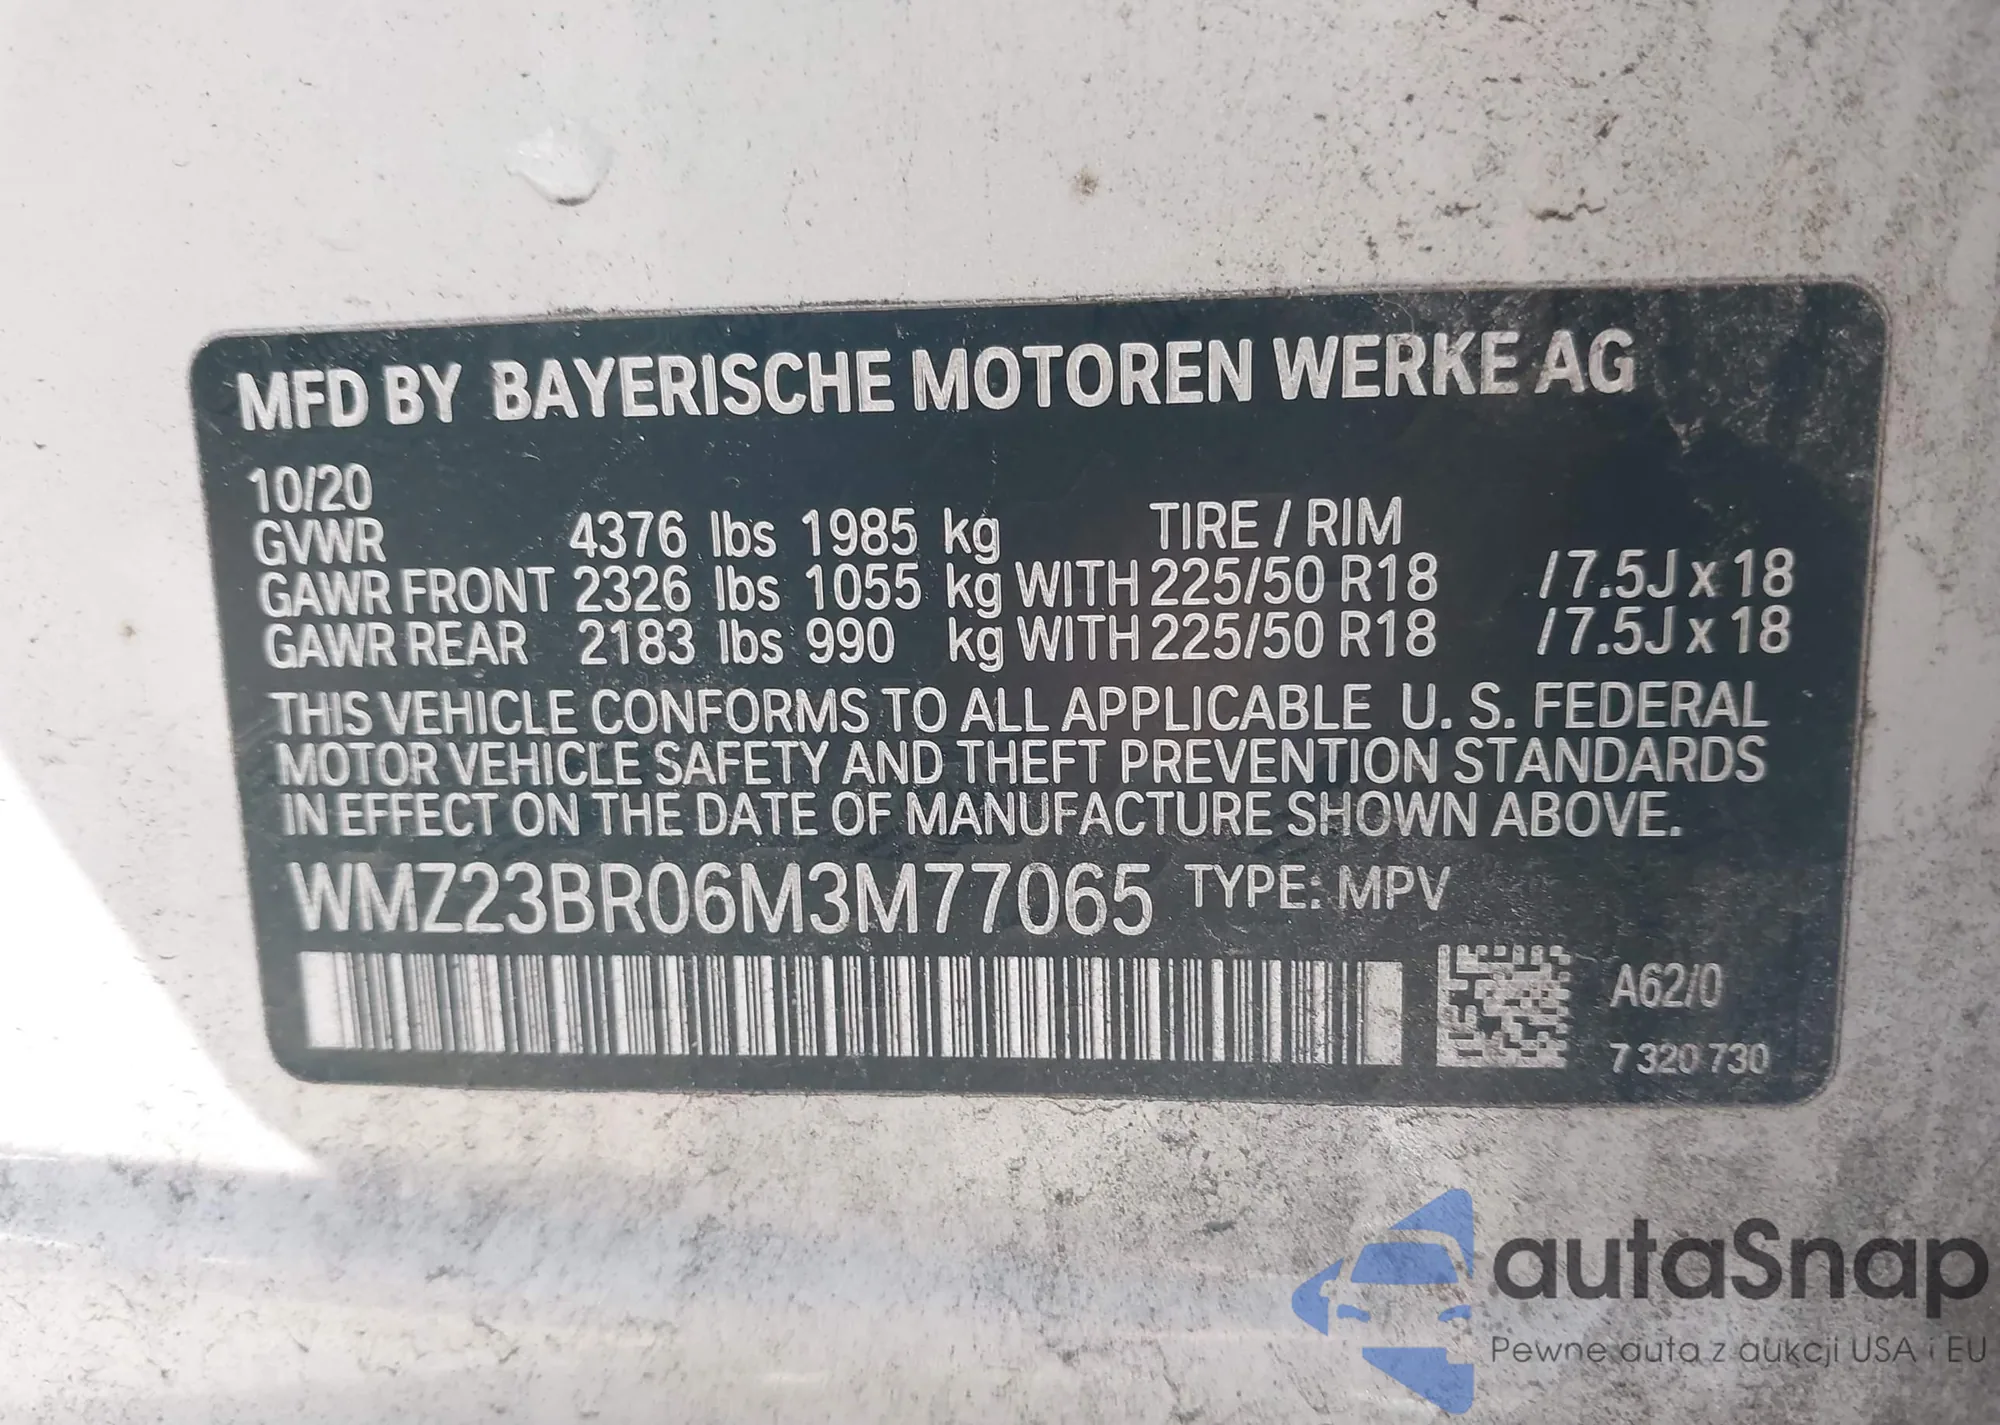 MFD BY BAYERISCHE MOTOREN WERKE AG
10/20
GVWR 4376 lbs 1985 kg TIRE / RIM
GAWR FRONT 2326 lbs 1055 kg WITH 225/50 R18 /7.5J x 18
GAWR REAR 2183 lbs 990 kg WITH 225/50 R18 /7.5J x 18
THIS VEHICLE CONFORMS TO ALL APPLICABLE U. S. FEDERAL
MOTOR VEHICLE SAFETY AND THEFT PREVENTION STANDARDS
IN EFFECT ON THE DATE OF MANUFACTURE SHOWN ABOVE.
WMZ23BR06M3M77065 TYPE: MPV
A62/0
7 320 730
autaSnap
Pewne auta z aukcji USA i EU